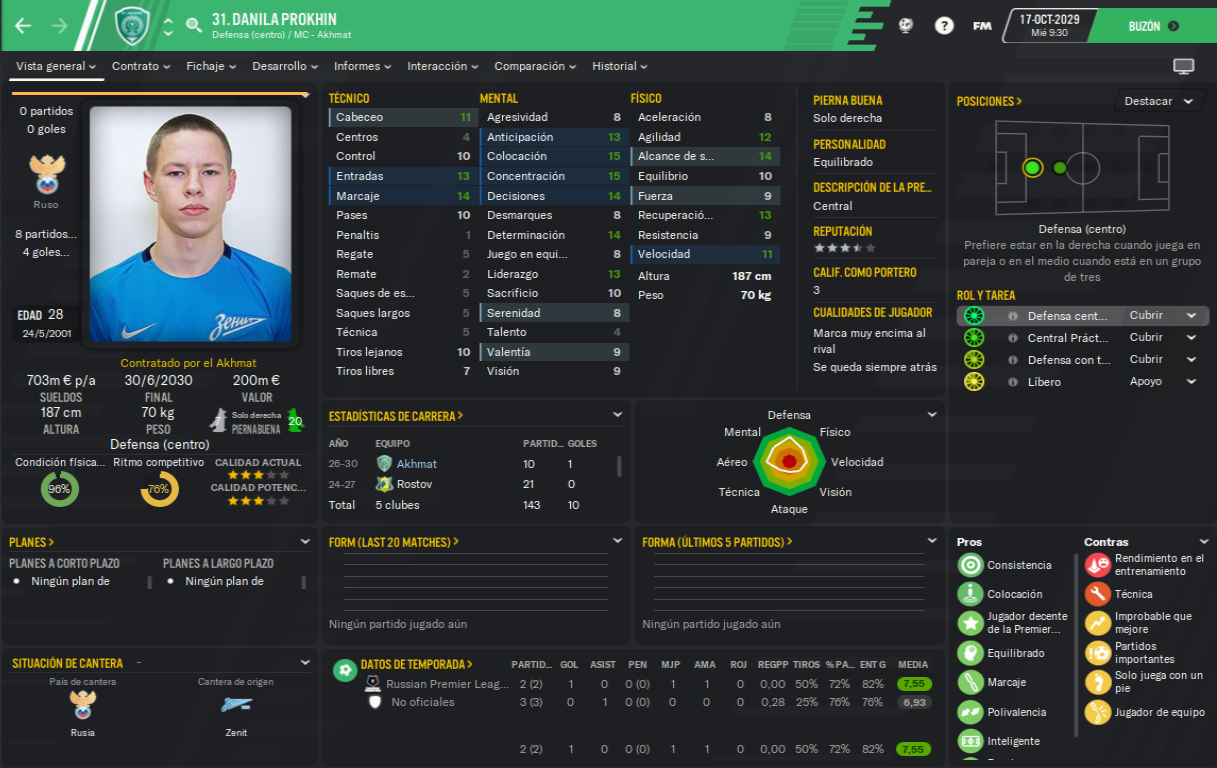 31. DANILA PROKHIN
Defensa (centro) / MC - Akhmat
FM
17-OCT-2029
Mié 9:30
BUZÓN
Vista general
Contrato
Fichaje
Desarrollo
Informes
Interacción
Comparación
Historial
0 partidos
0 goles
Ruso
8 partidos...
4 goles...
EDAD 28
24/5/2001
Contratado por el Akhmat
703m € p/a 30/6/2030 200m €
SUELDOS FINAL VALOR
187 cm 70 kg 7 Solo derecha 20
ALTURA PESO PIERNA BUENA
Defensa (centro)
Condición física... Ritmo competitivo CALIDAD ACTUAL
96% 76%
CALIDAD POTENC...
TÉCNICO
Cabeceo 11
Centros 4
Control 10
Entradas 13
Marcaje 14
Pases 10
Penaltis 1
Regate 5
Remate 2
Saques de es... 5
Saques largos 5
Técnica 5
Tiros lejanos 10
Tiros libres 7
MENTAL
Agresividad 8
Anticipación 13
Colocación 15
Concentración 15
Decisiones 14
Desmarques 8
Determinación 14
Juego en equi... 8
Liderazgo 13
Sacrificio 10
Serenidad 8
Talento 4
Valentía 9
Visión 9
FÍSICO
Aceleración 8
Agilidad 12
Alcance de s... 14
Equilibrio 10
Fuerza 9
Recuperació... 13
Resistencia 9
Velocidad 11
Altura 187 cm
Peso 70 kg
PIERNA BUENA
Solo derecha
PERSONALIDAD
Equilibrado
DESCRIPCIÓN DE LA PRE...
Central
REPUTACIÓN
CALIF. COMO PORTERO
3
CUALIDADES DE JUGADOR
Marca muy encima al
rival
Se queda siempre atrás
POSICIONES >
Destacar
Defensa (centro)
Prefiere estar en la derecha cuando juega en
pareja o en el medio cuando está en un grupo
de tres
ROL Y TAREA
Defensa cent... Cubrir
Central Práct... Cubrir
Defensa con t... Cubrir
Líbero Apoyo
ESTADÍSTICAS DE CARRERA >
AÑO EQUIPO PARTID... GOLES
26-30 Akhmat 10 1
24-27 Rostov 21 0
Total 5 clubes 143 10
Defensa
Mental Físico
Aéreo Velocidad
Técnica Visión
Ataque
PLANES >
PLANES A CORTO PLAZO PLANES A LARGO PLAZO
• Ningún plan de • Ningún plan de
FORM (LAST 20 MATCHES) >
Ningún partido jugado aún
FORMA (ÚLTIMOS 5 PARTIDOS) >
Ningún partido jugado aún
Pros
Consistencia
Colocación
Jugador decente
de la Premier...
Equilibrado
Marcaje
Polivalencia
Inteligente
Contras
Rendimiento en el
entrenamiento
Técnica
Improbable que
mejore
Partidos
importantes
Solo juega con un
pie
Jugador de equipo
SITUACIÓN DE CANTERA -
País de cantera Cantera de origen
Rusia Zenit
DATOS DE TEMPORADA > PARTID... GOL ASIST PEN MJP AMA ROJ REGPP TIROS % PA... ENT G MEDIA
Russian Premier Leag... 2 (2) 1 0 0 (0) 1 1 0 0,00 50% 72% 82% 7,55
No oficiales 3 (3) 0 1 0 (0) 0 0 0 0,28 25% 76% 76% 6,93
2 (2) 1 0 0 (0) 1 1 0 0,00 50% 72% 82% 7,55